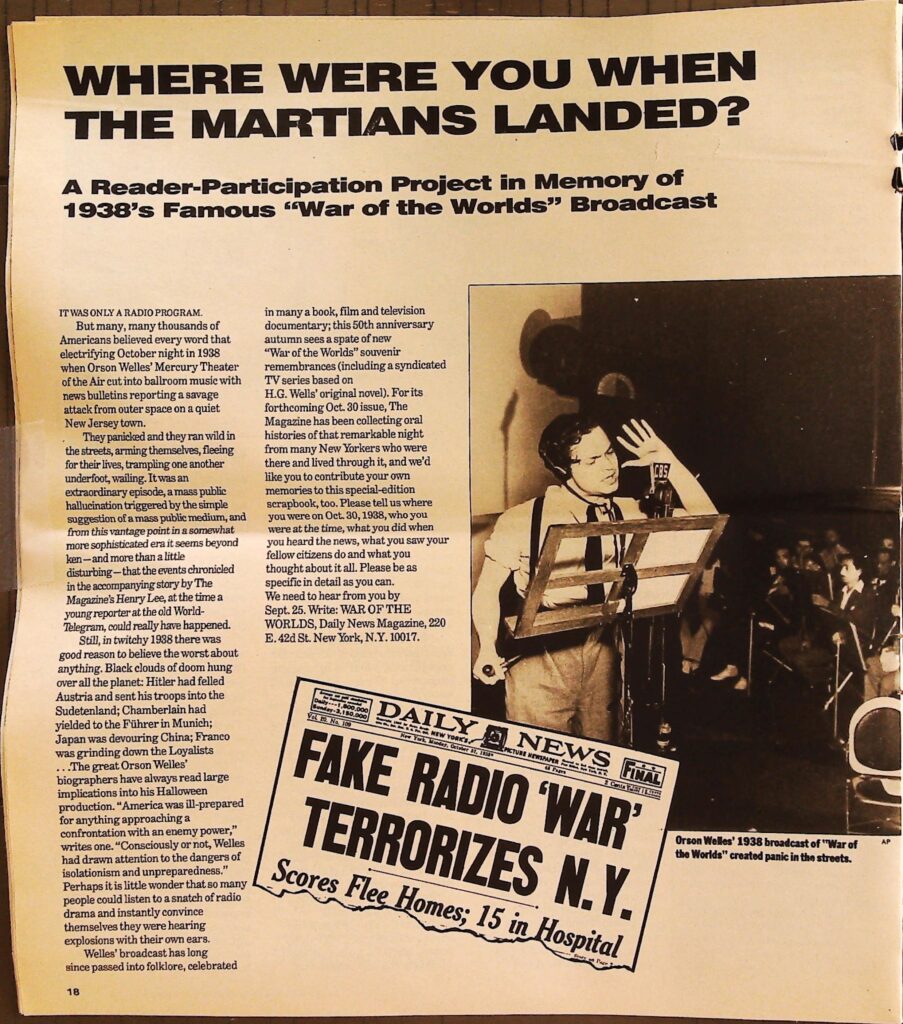 WHERE WERE YOU WHEN
THE MARTIANS LANDED?
A Reader-Participation Project in Memory of
1938's Famous “War of the Worlds” Broadcast
IT WAS ONLY A RADIO PROGRAM.
But many, many thousands of
Americans believed every word that
electrifying October night in 1938
when Orson Welles' Mercury Theater
of the Air cut into ballroom music with
news bulletins reporting a savage
attack from outer space on a quiet
New Jersey town.
They panicked and they ran wild in
the streets, arming themselves, fleeing
for their lives, trampling one another
underfoot, wailing. It was an
extraordinary episode, a mass public
hallucination triggered by the simple
suggestion of a mass public medium, and
from this vantage point in a somewhat
more sophisticated era it seems beyond
ken—and more than a little
disturbing—that the events chronicled
in the accompanying story by The
Magazine's Henry Lee, at the time a
young reporter at the old World-
Telegram, could really have happened.
Still, in twitchy 1938 there was
good reason to believe the worst about
anything. Black clouds of doom hung
over all the planet: Hitler had felled
Austria and sent his troops into the
Sudetenland; Chamberlain had
yielded to the Führer in Munich;
Japan was devouring China; Franco
was grinding down the Loyalists
. . .The great Orson Welles'
biographers have always read large
implications into his Halloween
production. “America was ill-prepared
for anything approaching a
confrontation with an enemy power,”
writes one. “Consciously or not, Welles
had drawn attention to the dangers of
isolationism and unpreparedness.”
Perhaps it is little wonder that so many
people could listen to a snatch of radio
drama and instantly convince
themselves they were hearing
explosions with their own ears.
Welles' broadcast has long
since passed into folklore, celebrated
in many a book, film and television
documentary; this 50th anniversary
autumn sees a spate of new
“War of the Worlds” souvenir
remembrances (including a syndicated
TV series based on
H.G. Wells' original novel). For its
forthcoming Oct. 30 issue, The
Magazine has been collecting oral
histories of that remarkable night
from many New Yorkers who were
there and lived through it, and we'd
like you to contribute your own
memories to this special-edition
scrapbook, too. Please tell us where
you were on Oct. 30, 1938, who you
were at the time, what you did when
you heard the news, what you saw your
fellow citizens do and what you
thought about it all. Please be as
specific in detail as you can.
We need to hear from you by
Sept. 25. Write: WAR OF THE
WORLDS, Daily News Magazine, 220
E. 42d St. New York, N.Y. 10017.
CBS
DAILY NEWS
NEW YORK'S PICTURE NEWSPAPER
FINAL
Vol. 20. No. 109
New York, Monday, October 31, 1938
48 Pages
2 Cents
FAKE RADIO ‘WAR’
TERRORIZES N.Y.
Scores Flee Homes; 15 in Hospital
Orson Welles' 1938 broadcast of “War of
the Worlds” created panic in the streets.
AP
18